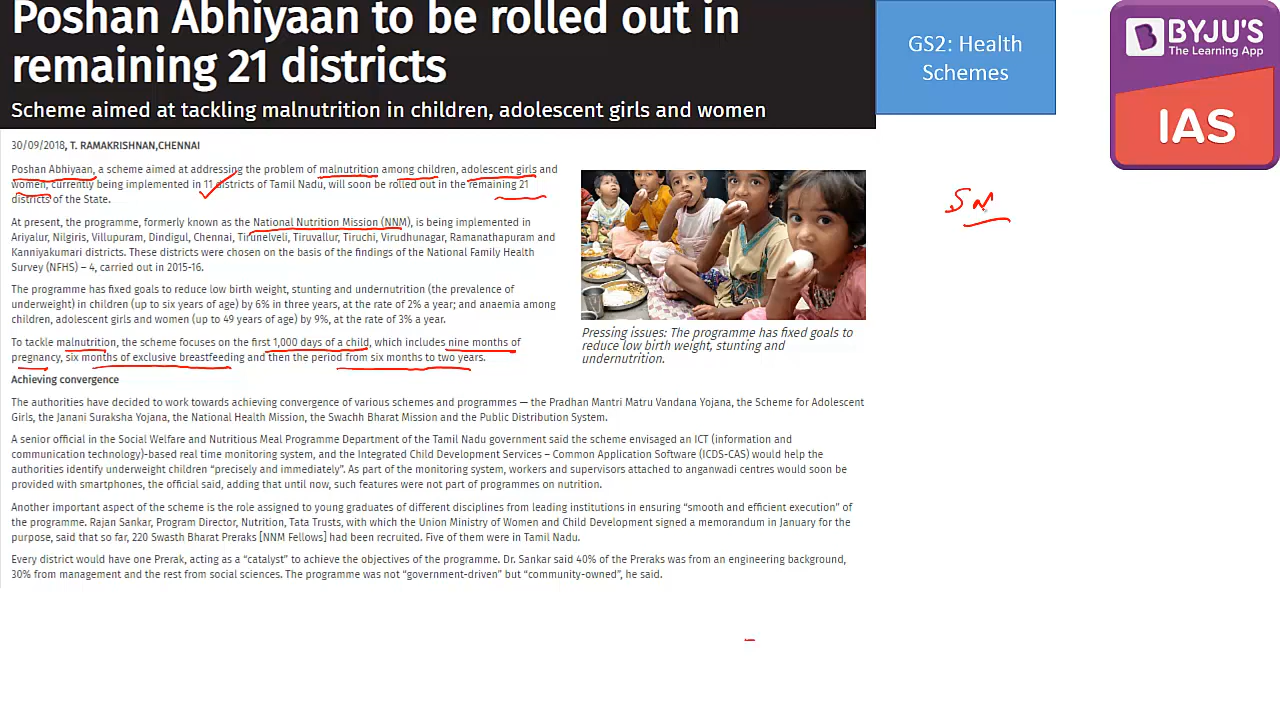 Poshan Abhiyaan to be rolled out in
remaining 21 districts
Scheme aimed at tackling malnutrition in children, adolescent girls and women
GS2: Health
Schemes
BYJU'S
The Learning App
IAS
30/09/2018, T. RAMAKRISHNAN,CHENNAI
Poshan Abhiyaan, a scheme aimed at addressing the problem of malnutrition among children, adolescent girls and
women, currently being implemented in 11 districts of Tamil Nadu, will soon be rolled out in the remaining 21
districts of the State.
At present, the programme, formerly known as the National Nutrition Mission (NNM), is being implemented in
Ariyalur, Nilgiris, Villupuram, Dindigul, Chennai, Tirunelveli, Tiruvallur, Tiruchi, Virudhunagar, Ramanathapuram and
Kanniyakumari districts. These districts were chosen on the basis of the findings of the National Family Health
Survey (NFHS) – 4, carried out in 2015-16.
The programme has fixed goals to reduce low birth weight, stunting and undernutrition (the prevalence of
underweight) in children (up to six years of age) by 6% in three years, at the rate of 2% a year; and anaemia among
children, adolescent girls and women (up to 49 years of age) by 9%, at the rate of 3% a year.
To tackle malnutrition, the scheme focuses on the first 1,000 days of a child, which includes nine months of
pregnancy, six months of exclusive breastfeeding and then the period from six months to two years.
Pressing issues: The programme has fixed goals to
reduce low birth weight, stunting and
undernutrition.
Achieving convergence
The authorities have decided to work towards achieving convergence of various schemes and programmes — the Pradhan Mantri Matru Vandana Yojana, the Scheme for Adolescent
Girls, the Janani Suraksha Yojana, the National Health Mission, the Swachh Bharat Mission and the Public Distribution System.
A senior official in the Social Welfare and Nutritious Meal Programme Department of the Tamil Nadu government said the scheme envisaged an ICT (information and
communication technology)-based real time monitoring system, and the Integrated Child Development Services – Common Application Software (ICDS-CAS) would help the
authorities identify underweight children “precisely and immediately”. As part of the monitoring system, workers and supervisors attached to anganwadi centres would soon be
provided with smartphones, the official said, adding that until now, such features were not part of programmes on nutrition.
Another important aspect of the scheme is the role assigned to young graduates of different disciplines from leading institutions in ensuring “smooth and efficient execution” of
the programme. Rajan Sankar, Program Director, Nutrition, Tata Trusts, with which the Union Ministry of Women and Child Development signed a memorandum in January for the
purpose, said that so far, 220 Swasth Bharat Preraks [NNM Fellows] had been recruited. Five of them were in Tamil Nadu.
Every district would have one Prerak, acting as a “catalyst” to achieve the objectives of the programme. Dr. Sankar said 40% of the Preraks was from an engineering background,
30% from management and the rest from social sciences. The programme was not “government-driven” but “community-owned”, he said.